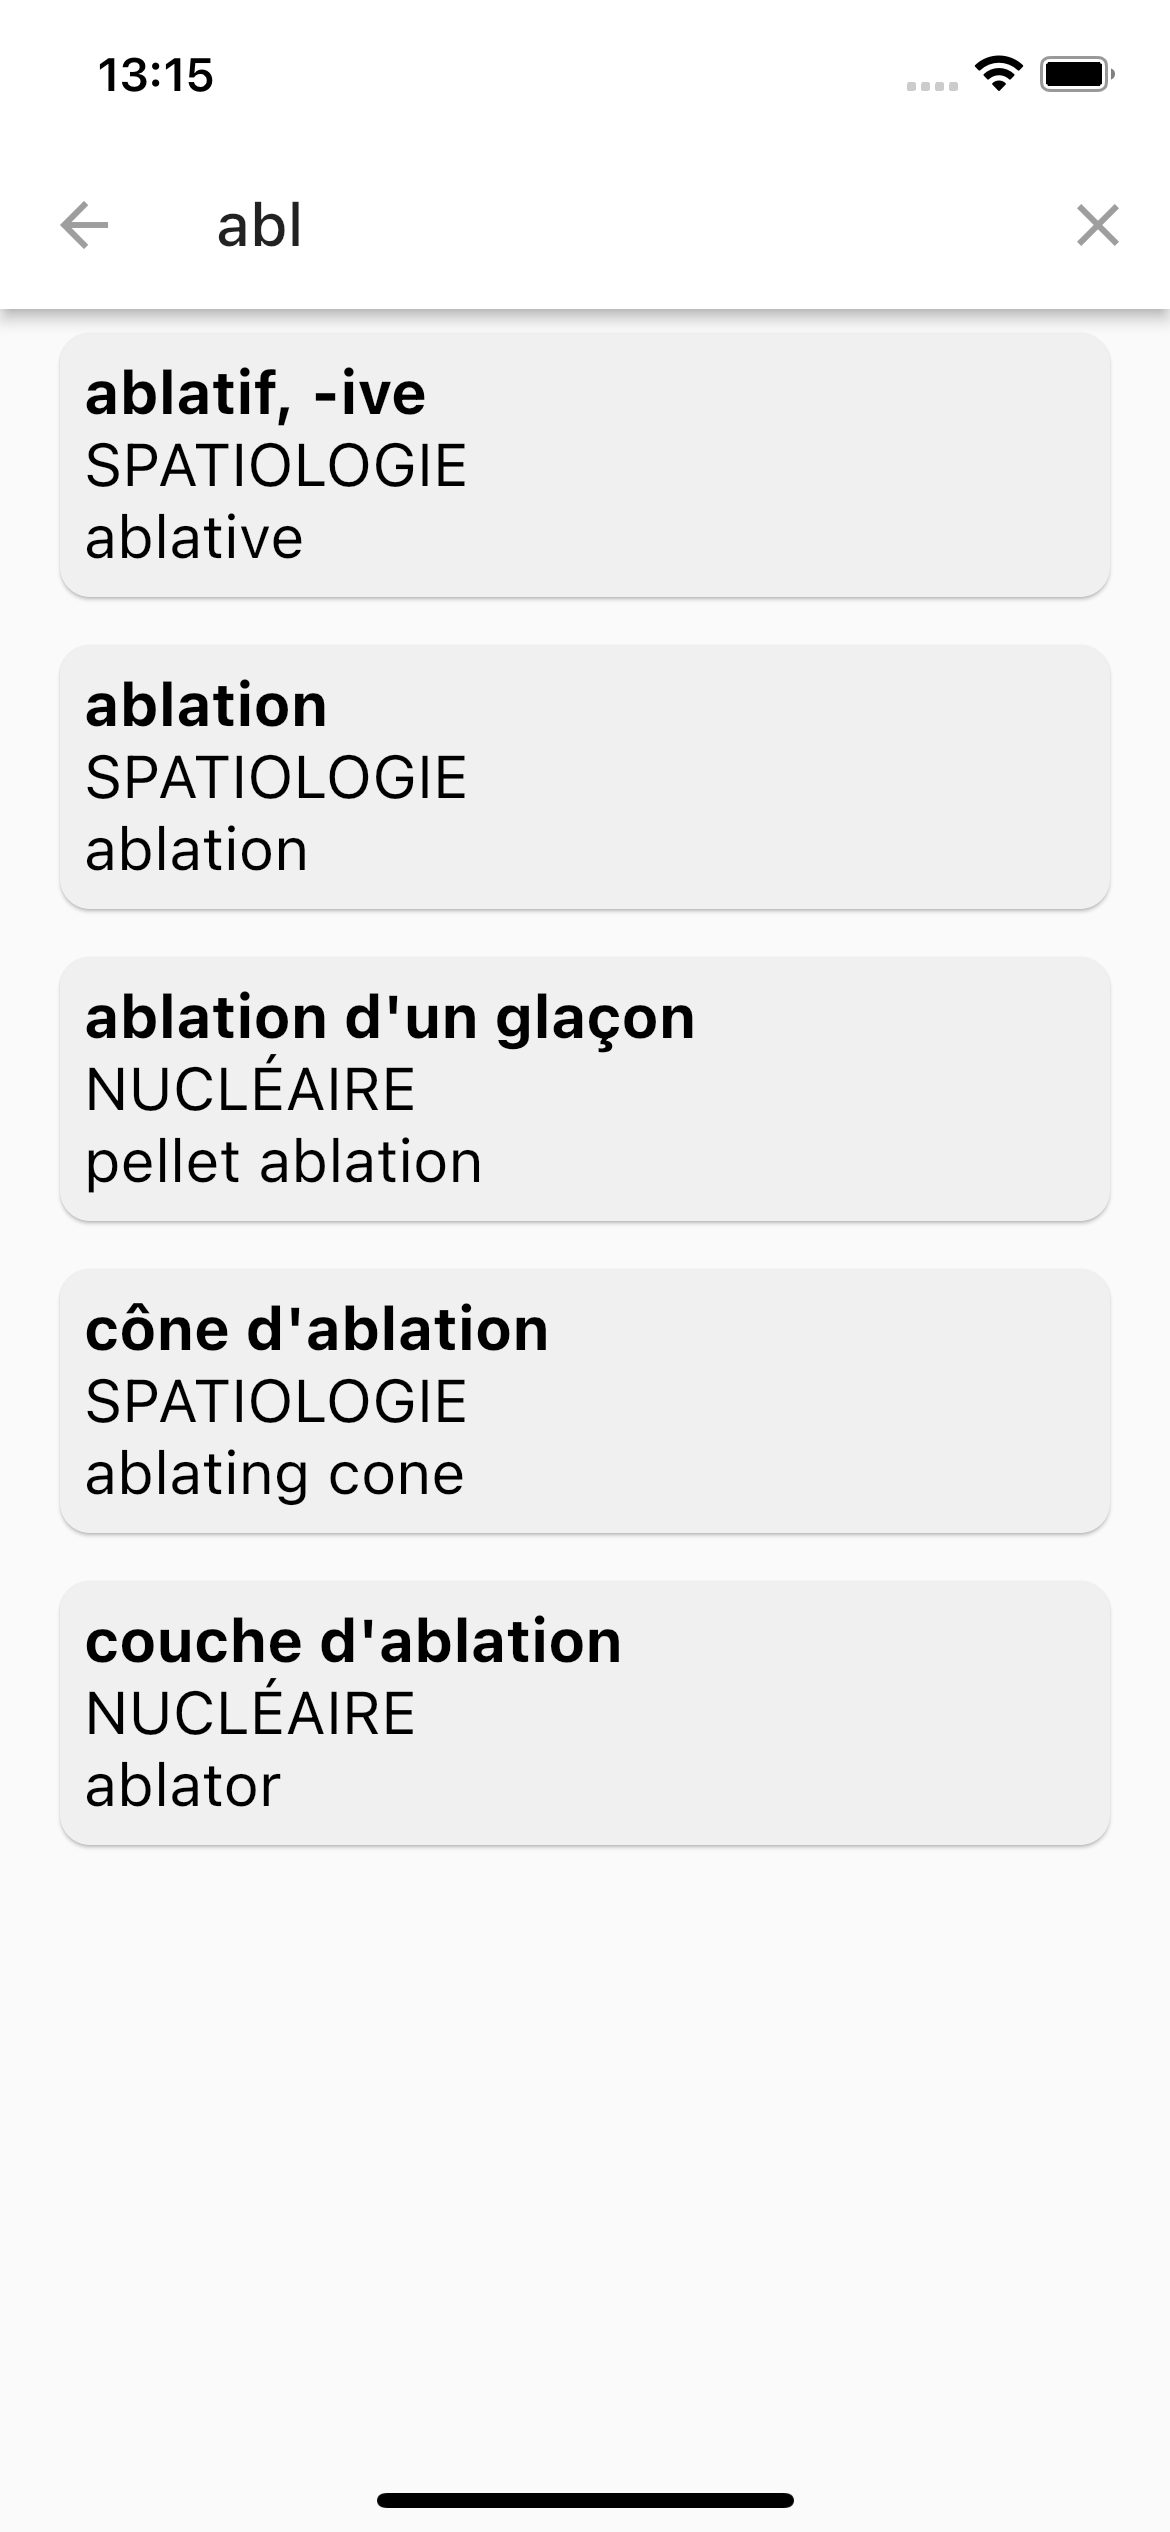 13:15
abl
ablatif, -ive
SPATIOLOGIE
ablative
ablation
SPATIOLOGIE
ablation
ablation d'un glaçon
NUCLÉAIRE
pellet ablation
cône d'ablation
SPATIOLOGIE
ablating cone
couche d'ablation
NUCLÉAIRE
ablator